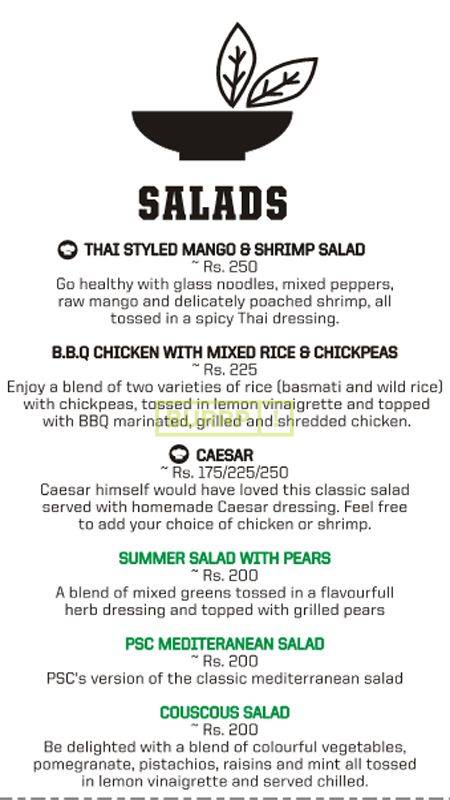 SALADS
THAI STYLED MANGO & SHRIMP SALAD
~ Rs. 250
Go healthy with glass noodles, mixed peppers,
raw mango and delicately poached shrimp, all
tossed in a spicy Thai dressing.
B.B.Q CHICKEN WITH MIXED RICE & CHICKPEAS
~ Rs. 225
Enjoy a blend of two varieties of rice (basmati and wild rice)
with chickpeas, tossed in lemon vinaigrette and topped
with BBQ marinated, grilled and shredded chicken.
CAESAR
~ Rs. 175/225/250
Caesar himself would have loved this classic salad
served with homemade Caesar dressing. Feel free
to add your choice of chicken or shrimp.
SUMMER SALAD WITH PEARS
~ Rs. 200
A blend of mixed greens tossed in a flavourfull
herb dressing and topped with grilled pears
PSC MEDITERANEAN SALAD
~ Rs. 200
PSC's version of the classic mediterranean salad
COUSCOUS SALAD
~ Rs. 200
Be delighted with a blend of colourful vegetables,
pomegranate, pistachios, raisins and mint all tossed
in lemon vinaigrette and served chilled.